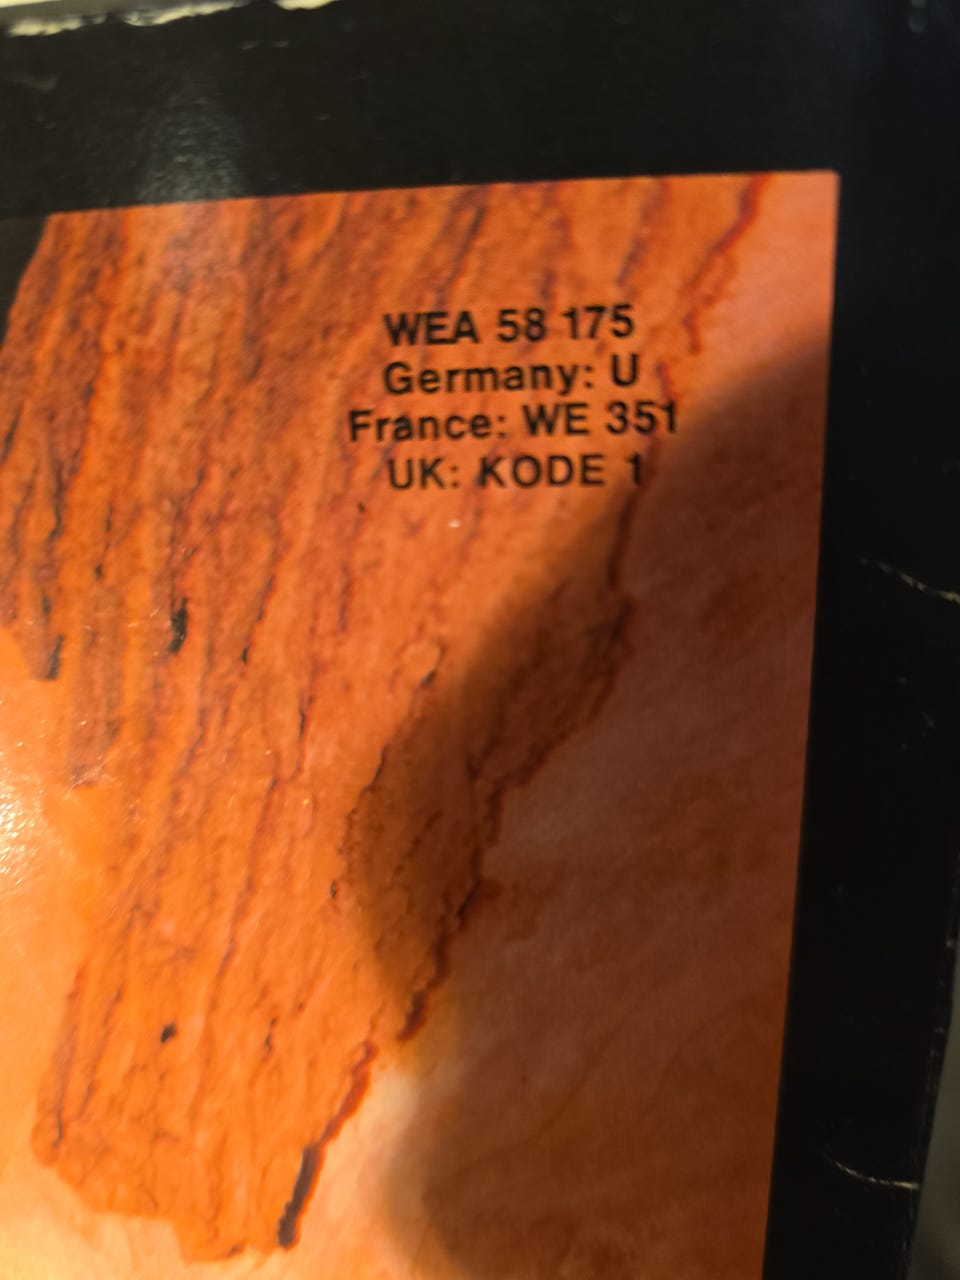 WEA 58 175
Germany: U
France: WE 351
UK: KODE 1